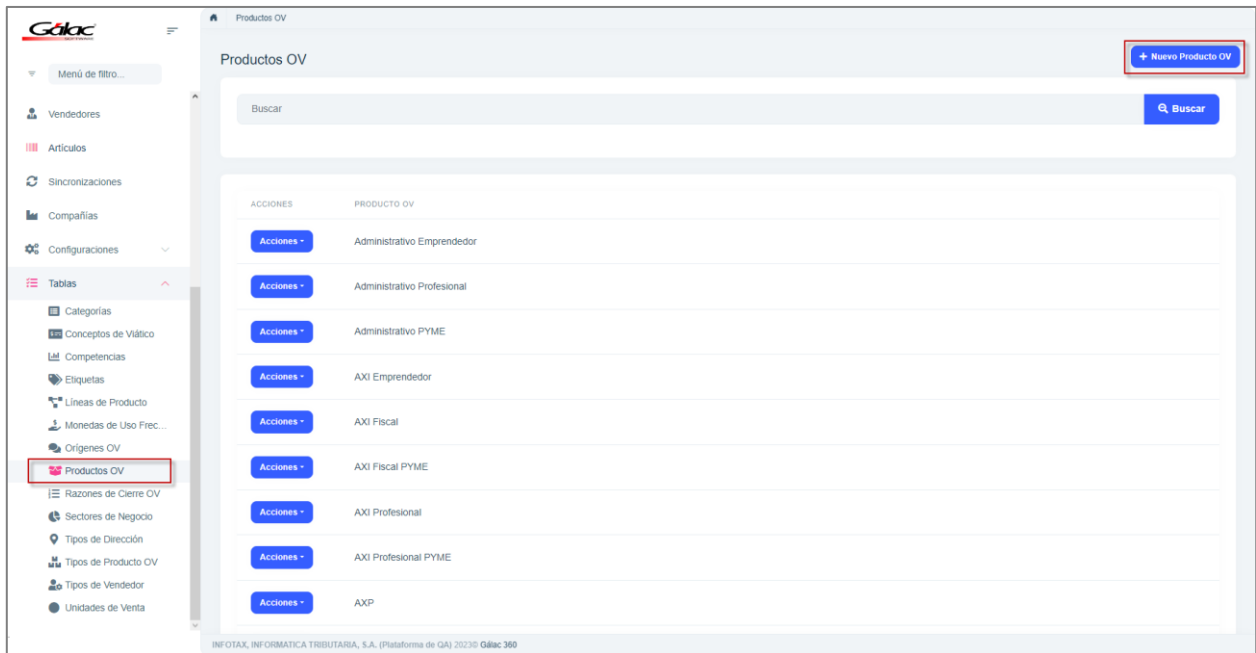 Gálac
SOFTWARE
Menú de filtro...
Vendedores
Artículos
Sincronizaciones
Compañías
Configuraciones
Tablas
Categorías
Conceptos de Viático
Competencias
Etiquetas
Líneas de Producto
Monedas de Uso Frec...
Orígenes OV
Productos OV
Razones de Cierre OV
Sectores de Negocio
Tipos de Dirección
Tipos de Producto OV
Tipos de Vendedor
Unidades de Venta
Productos OV
Productos OV
+ Nuevo Producto OV
Buscar
Buscar
ACCIONES PRODUCTO OV
Acciones Administrativo Emprendedor
Acciones Administrativo Profesional
Acciones Administrativo PYME
Acciones AXI Emprendedor
Acciones AXI Fiscal
Acciones AXI Fiscal PYME
Acciones AXI Profesional
Acciones AXI Profesional PYME
Acciones AXP
INFOTAX, INFORMATICA TRIBUTARIA, S.A. (Plataforma de QA) 2023© Gálac 360